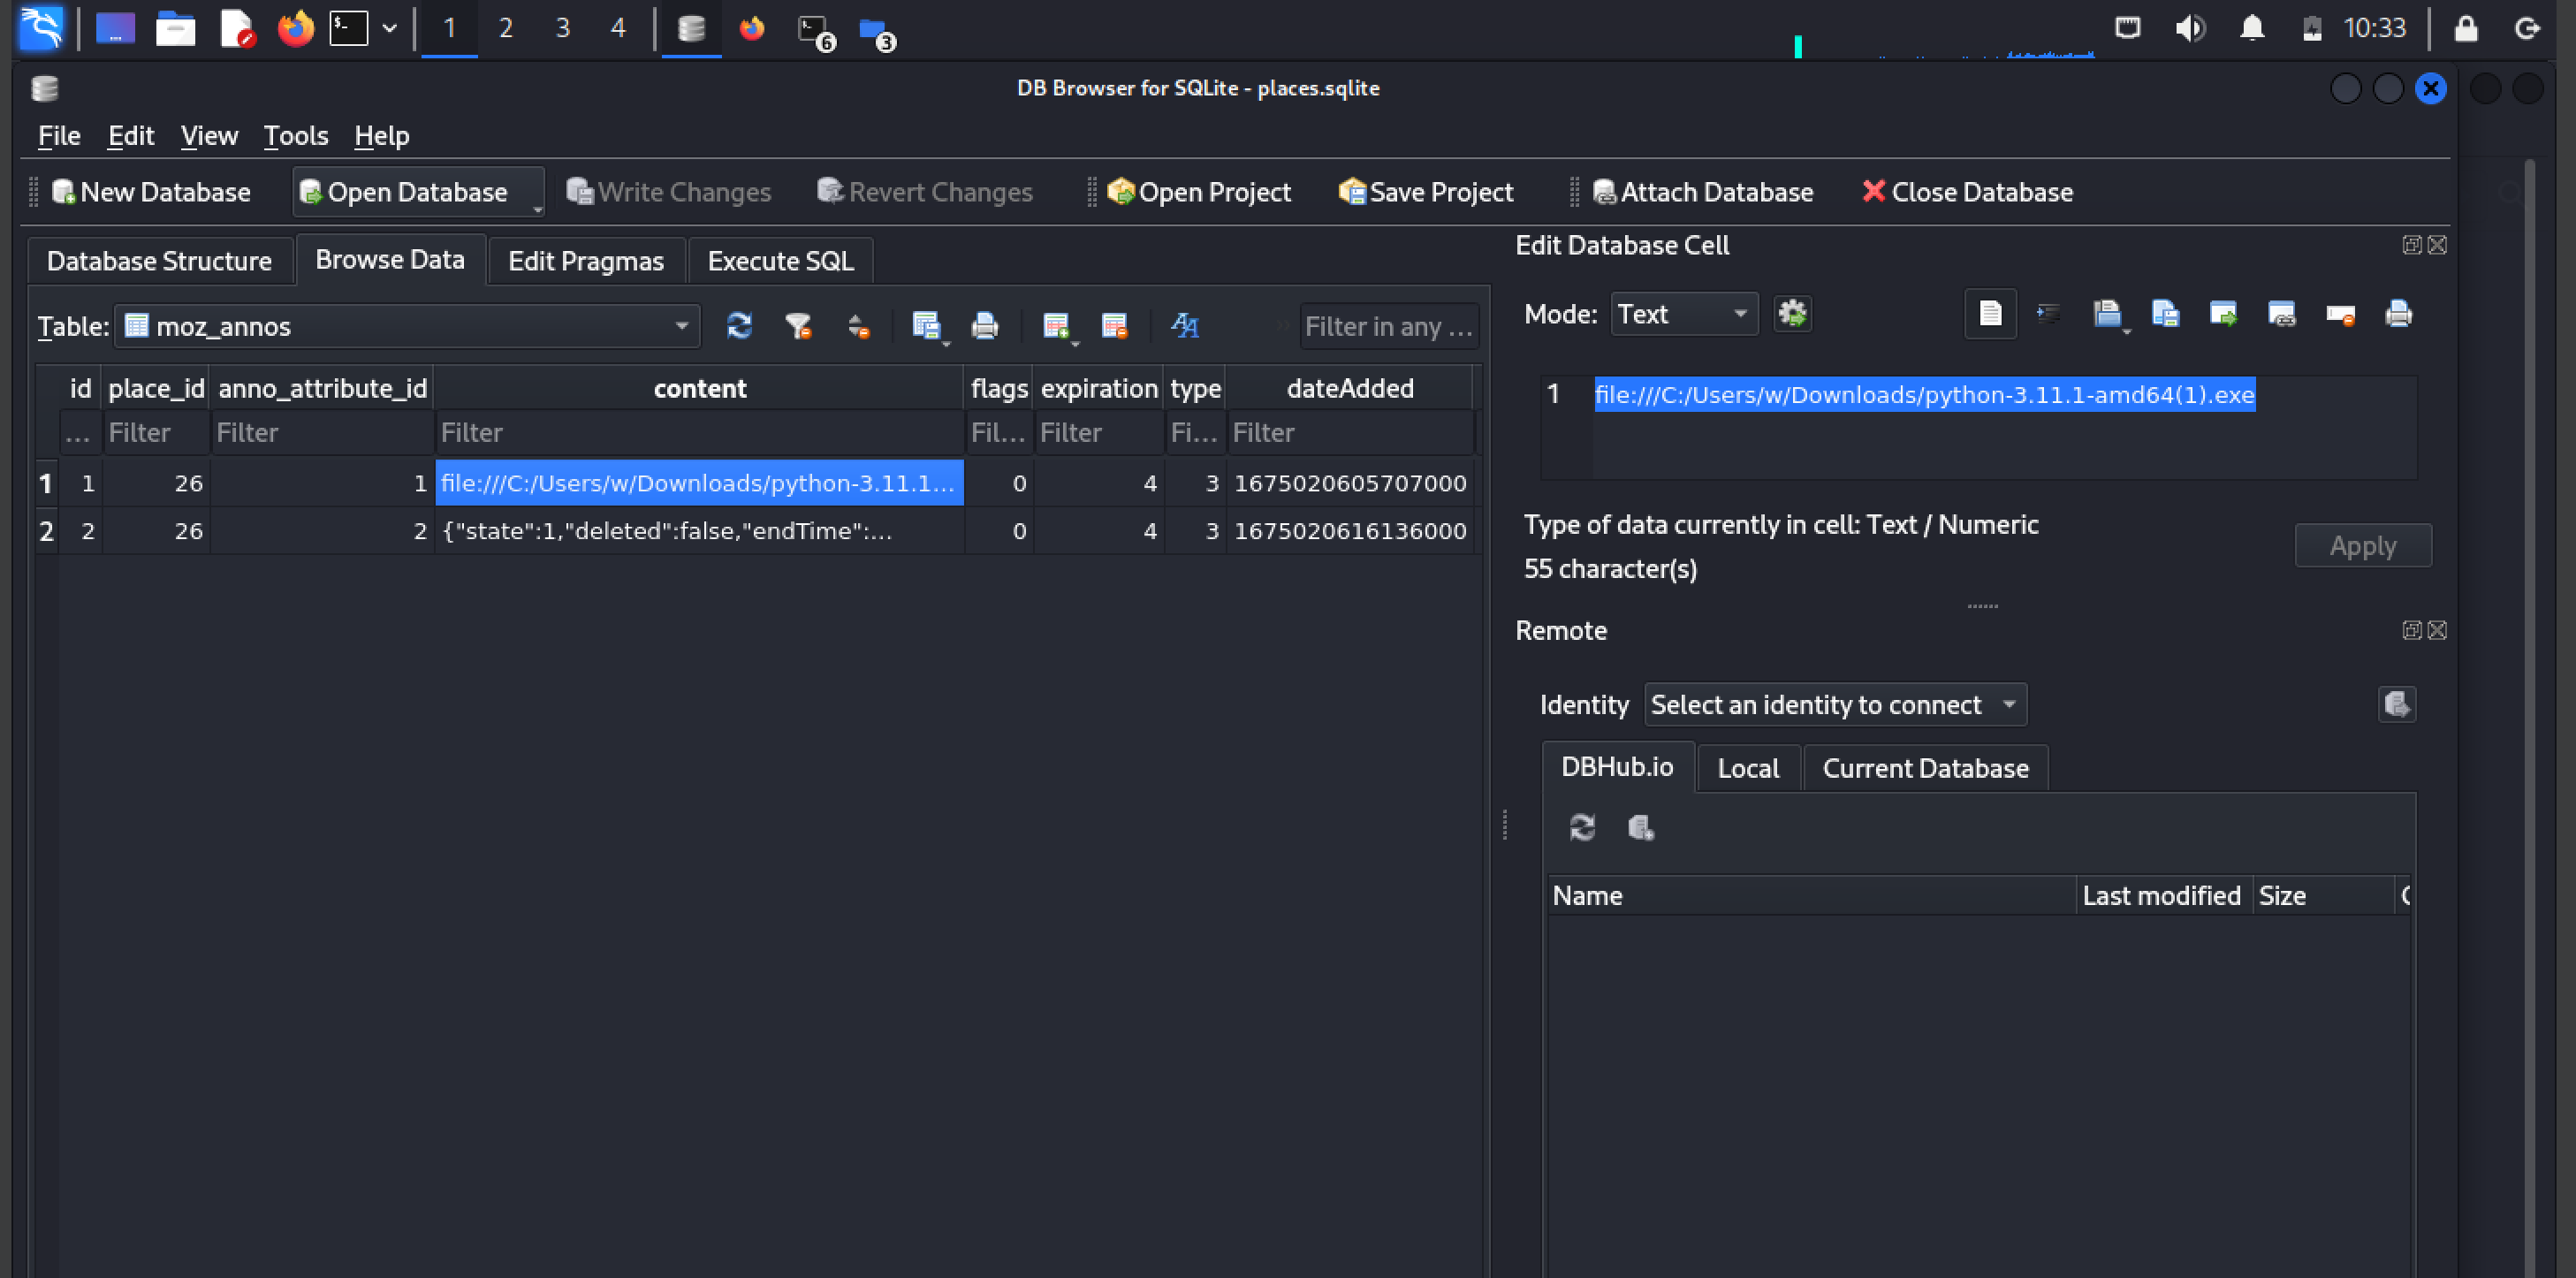 1 2 3 4 6 3 10:33
DB Browser for SQLite - places.sqlite
File Edit View Tools Help
New Database Open Database Write Changes Revert Changes Open Project Save Project Attach Database Close Database
Database Structure Browse Data Edit Pragmas Execute SQL
Table: moz_annos Filter in any ...
id place_id anno_attribute_id content flags expiration type dateAdded
... Filter Filter Filter Fil... Filter Fi... Filter
1 1 26 1 file:///C:/Users/w/Downloads/python-3.11.1... 0 4 3 1675020605707000
2 2 26 2 {"state":1,"deleted":false,"endTime":... 0 4 3 1675020616136000
Edit Database Cell
Mode: Text
1 file:///C:/Users/w/Downloads/python-3.11.1-amd64(1).exe
Type of data currently in cell: Text / Numeric
55 character(s)
Apply
Remote
Identity Select an identity to connect
DBHub.io Local Current Database
Name Last modified Size